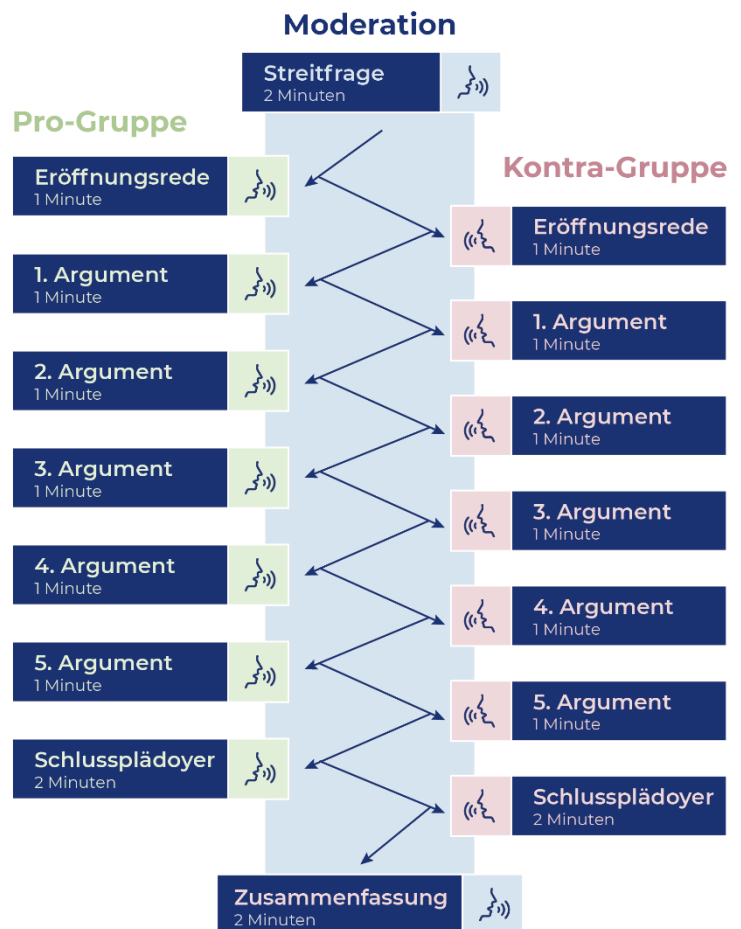 Moderation
Streitfrage
2 Minuten
Pro-Gruppe
Kontra-Gruppe
Eröffnungsrede
1 Minute
Eröffnungsrede
1 Minute
1. Argument
1 Minute
1. Argument
1 Minute
2. Argument
1 Minute
2. Argument
1 Minute
3. Argument
1 Minute
3. Argument
1 Minute
4. Argument
1 Minute
4. Argument
1 Minute
5. Argument
1 Minute
5. Argument
1 Minute
Schlussplädoyer
2 Minuten
Schlussplädoyer
2 Minuten
Zusammenfassung
2 Minuten